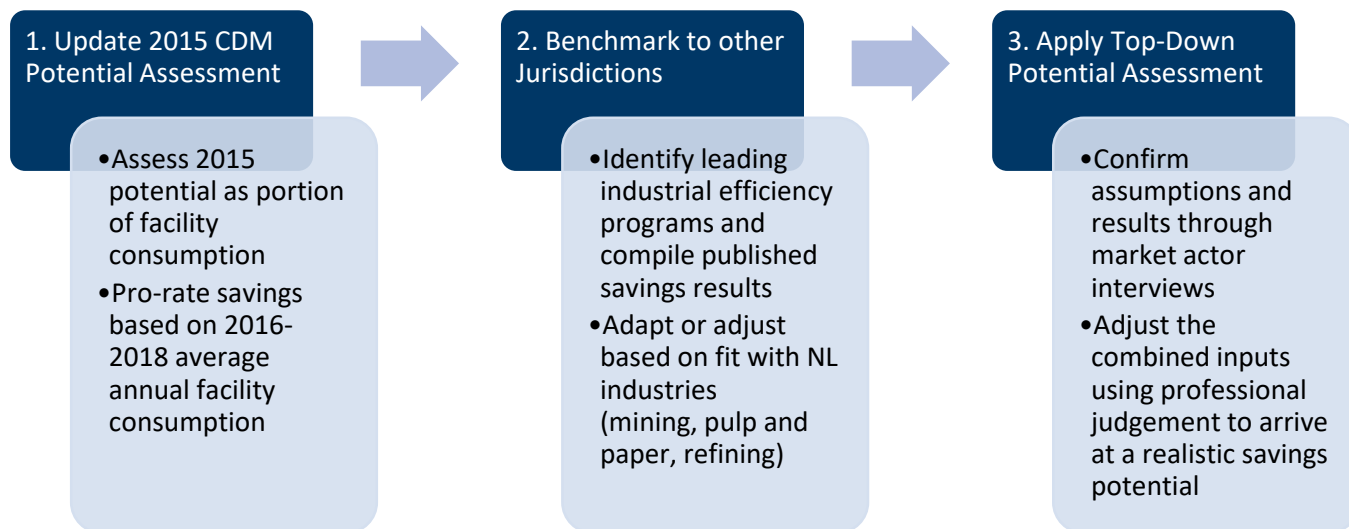 1. Update 2015 CDM
Potential Assessment
•Assess 2015
potential as portion
of facility
consumption
•Pro-rate savings
based on 2016-
2018 average
annual facility
consumption
2. Benchmark to other
Jurisdictions
•Identify leading
industrial efficiency
programs and
compile published
savings results
•Adapt or adjust
based on fit with NL
industries
(mining, pulp and
paper, refining)
3. Apply Top-Down
Potential Assessment
•Confirm
assumptions and
results through
market actor
interviews
•Adjust the
combined inputs
using professional
judgement to arrive
at a realistic savings
potential